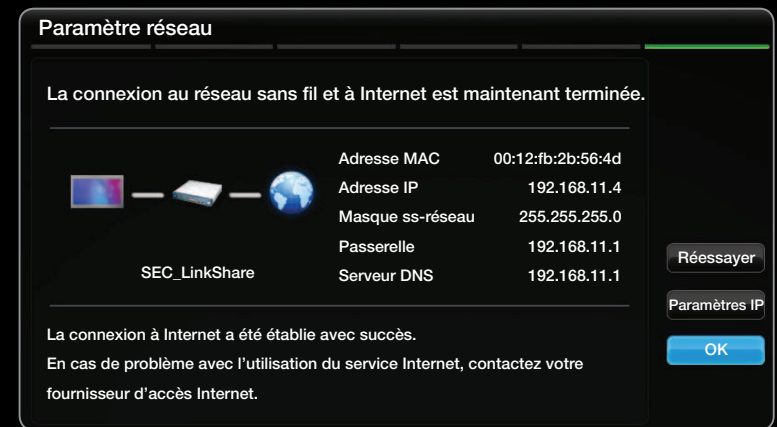 Paramètre réseau
La connexion au réseau sans fil et à Internet est maintenant terminée.
Adresse MAC 00:12:fb:2b:56:4d
Adresse IP 192.168.11.4
Masque ss-réseau 255.255.255.0
Passerelle 192.168.11.1
SEC_LinkShare
Serveur DNS 192.168.11.1
Réessayer
Paramètres IP
OK
La connexion à Internet a été établie avec succès.
En cas de problème avec l’utilisation du service Internet, contactez votre
fournisseur d’accès Internet.